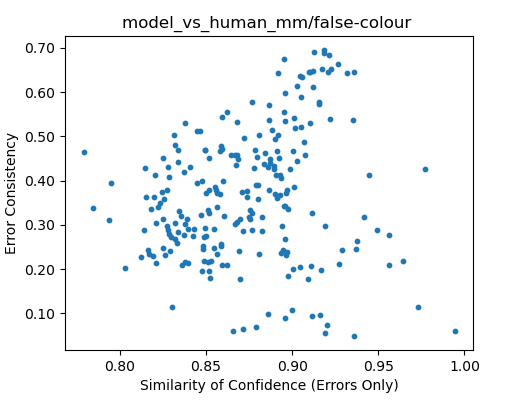 model_vs_human_mm/false-colour
0.70
0.60
0.50
0.40
0.30
0.20
0.10
Error Consistency
0.80 0.85 0.90 0.95 1.00
Similarity of Confidence (Errors Only)